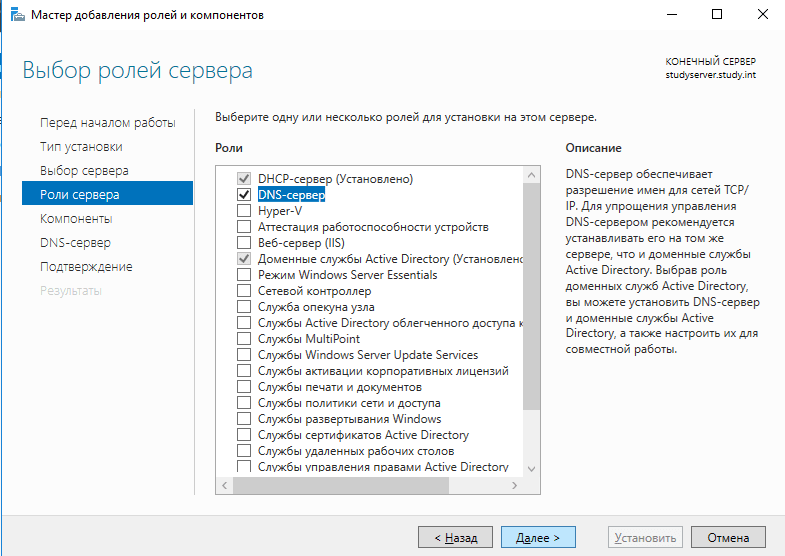 Мастер добавления ролей и компонентов
Выбор ролей сервера
КОНЕЧНЫЙ СЕРВЕР
studyserver.study.int
Перед началом работы
Тип установки
Выбор сервера
Роли сервера
Компоненты
DNS-сервер
Подтверждение
Результаты
Выберите одну или несколько ролей для установки на этом сервере.
Роли
DHCP-сервер (Установлено)
DNS-сервер
Hyper-V
Аттестация работоспособности устройств
Веб-сервер (IIS)
Доменные службы Active Directory (Установлено
Режим Windows Server Essentials
Сетевой контроллер
Служба опекуна узла
Службы Active Directory облегченного доступа к
Службы MultiPoint
Службы Windows Server Update Services
Службы активации корпоративных лицензий
Службы печати и документов
Службы политики сети и доступа
Службы развертывания Windows
Службы сертификатов Active Directory
Службы удаленных рабочих столов
Службы управления правами Active Directory
Описание
DNS-сервер обеспечивает
разрешение имен для сетей TCP/
IP. Для упрощения управления
DNS-сервером рекомендуется
устанавливать его на том же
сервере, что и доменные службы
Active Directory. Выбрав роль
доменных служб Active Directory,
вы можете установить DNS-сервер
и доменные службы Active
Directory, а также настроить их для
совместной работы.
< Назад
Далее >
Установить
Отмена